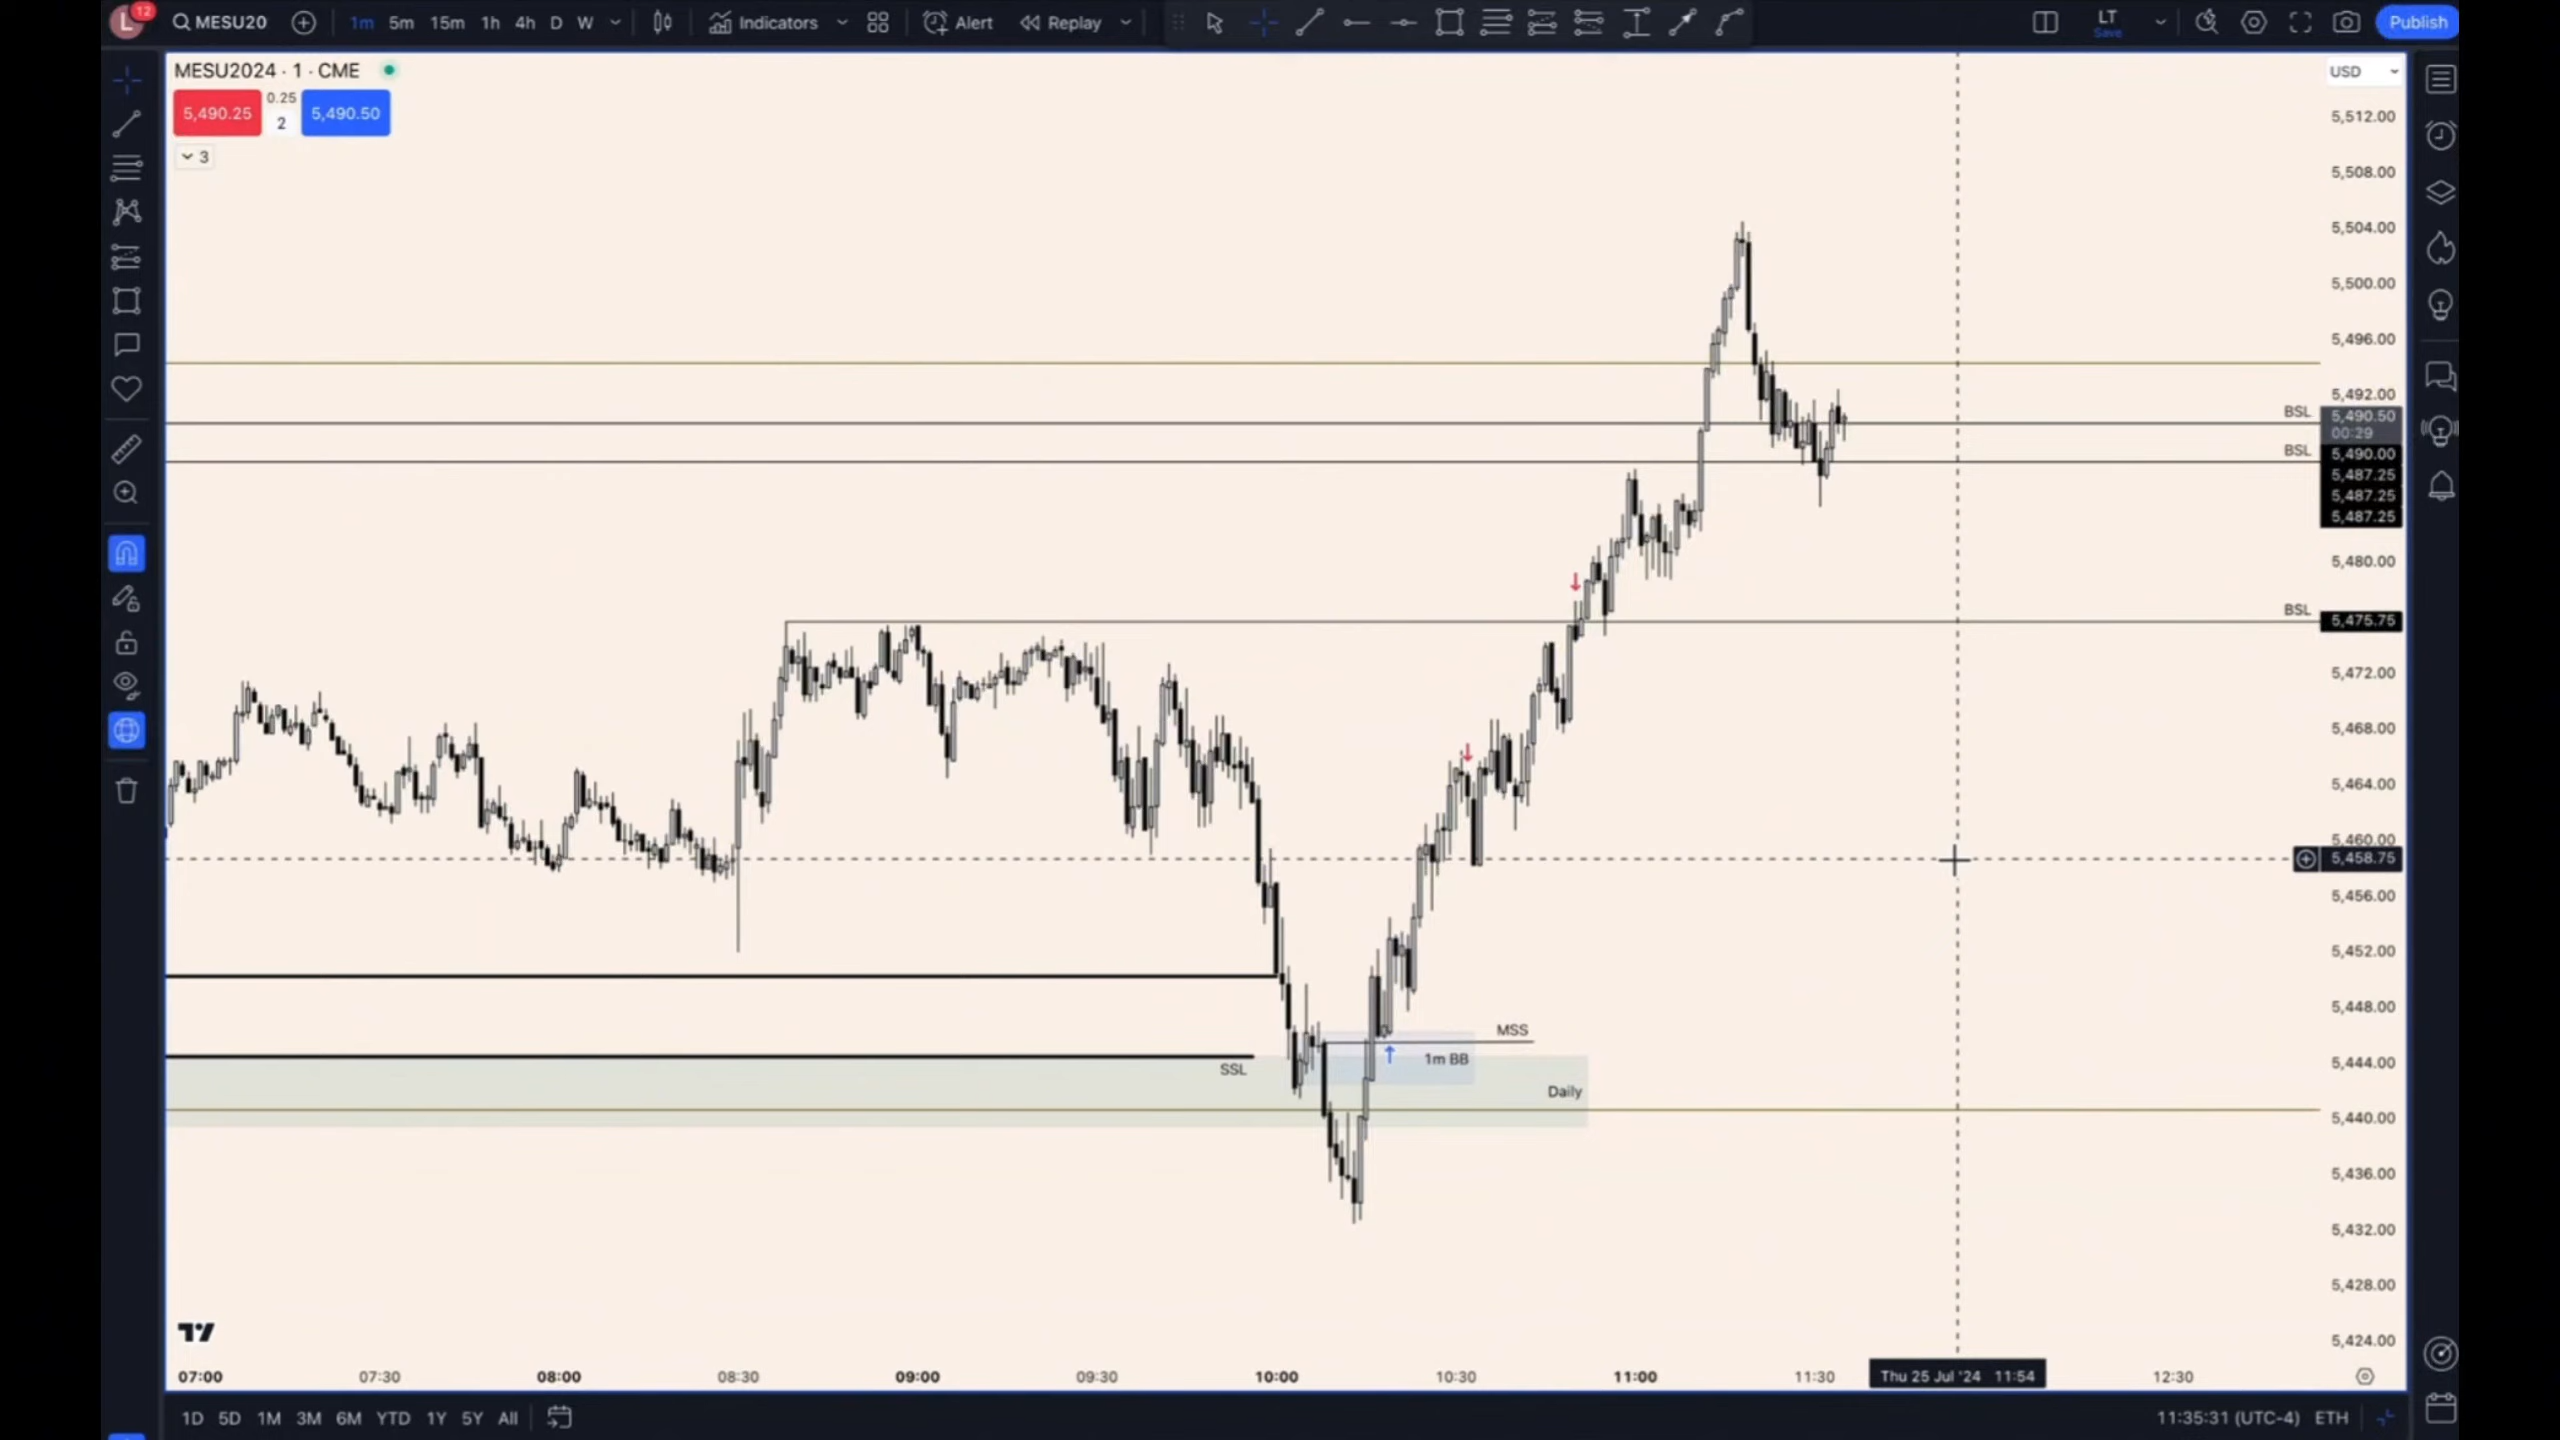 L 12 MESU20 1m 5m 15m 1h 4h D W Indicators Alert Replay LT Save Publish
MESU2024 · 1 · CME
USD
5,490.25 0.25 2 5,490.50
3
5,512.00
5,508.00
5,504.00
5,500.00
5,496.00
5,492.00
BSL 5,490.50
00:29
BSL 5,490.00
5,487.25
5,487.25
5,487.25
5,480.00
BSL 5,475.75
5,472.00
5,468.00
5,464.00
5,460.00
5,458.75
5,456.00
5,452.00
5,448.00
MSS
1m BB
5,444.00
SSL
Daily
5,440.00
5,436.00
5,432.00
5,428.00
5,424.00
07:00 07:30 08:00 08:30 09:00 09:30 10:00 10:30 11:00 11:30 Thu 25 Jul '24 11:54 12:30
1D 5D 1M 3M 6M YTD 1Y 5Y All 11:35:31 (UTC-4) ETH